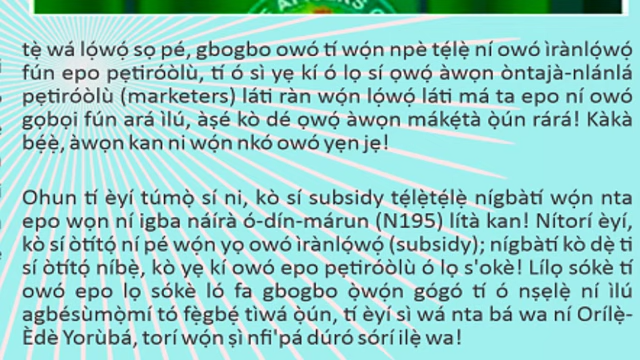 tẹ̀ wá lọ́wọ́ sọ pé, gbogbo owó tí wọ́n npè tẹ́lẹ̀ ní owó ìrànlọ́wọ́
fún epo pẹtiróòlù, tí ó sì yẹ kí ó lọ sí ọwọ́ àwọn òntajà-nlánlá
pẹtiróòlù (marketers) láti ràn wọ́n lọ́wọ́ láti má ta epo ní owó
gọbọi fún ará ìlú, àṣé kò dé ọwọ́ àwọn mákẹ́tà ọ̀ún rárá! Kàkà
bẹ́ẹ̀, àwọn kan ni wọ́n nkó owó yẹn jẹ!
Ohun tí èyí túmọ̀ sí ni, kò sí subsidy tẹ́lẹ̀tẹ́lẹ̀ nígbàtí wọ́n nta
epo wọn ní igba náírà ó-dín-márun (N195) lítà kan! Nítorí èyí,
kò sí òtítọ́ ní pé wọ́n yọ owó ìrànlọ́wọ́ (subsidy); nígbàtí kò dẹ̀ ti
sí òtítọ́ níbẹ̀, kò yẹ kí owó epo pẹtiróòlù ó lọ s'okè! Lílọ sókè tí
owó epo lọ sókè ló fa gbogbo ọ̀wọ́n gógó tí ó nṣẹlẹ̀ ní ìlú
agbésùmọ̀mí tó fẹ̀gbẹ́ tìwá ọ̀ún, tí èyí sì wá nta bá wa ní Orílẹ̀-
Èdè Yorùbá, torí wọ́n ṣì nfi'pá dúró sórí ilẹ̀ wa!